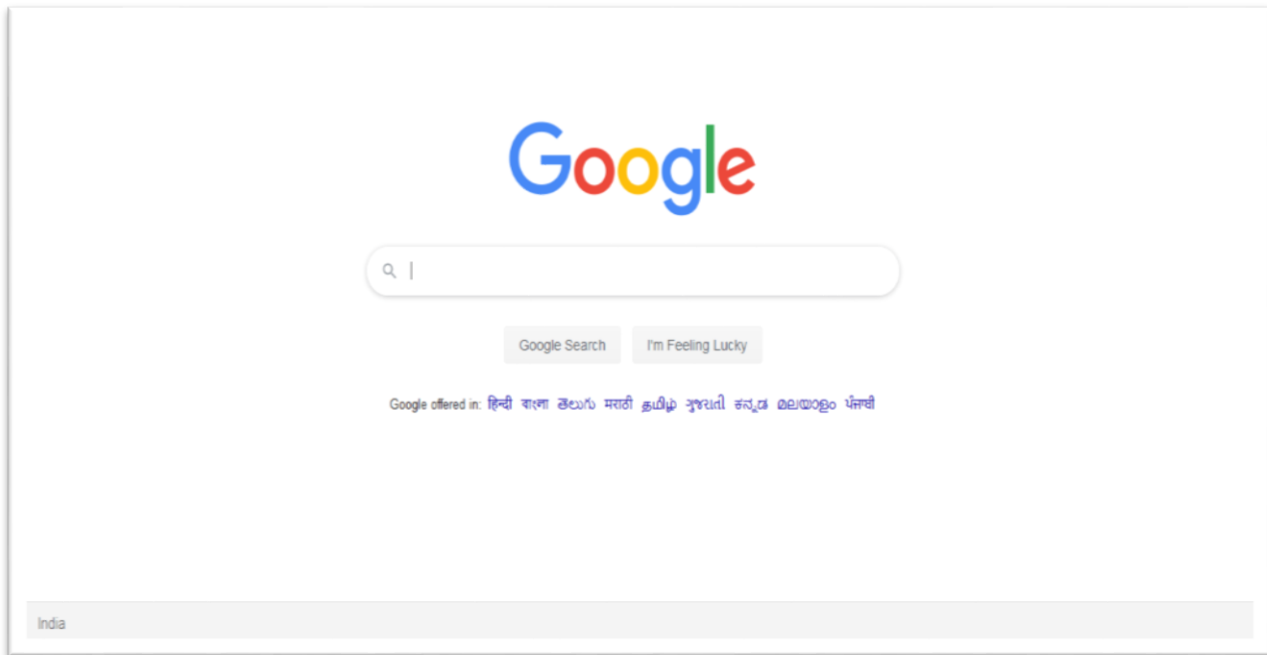 Google
Google Search I'm Feeling Lucky
Google offered in: हिन्दी বাংলা తెలుగు मराठी தமிழ் ગુજરાતી ಕನ್ನಡ മലയാളം ਪੰਜਾਬੀ
India